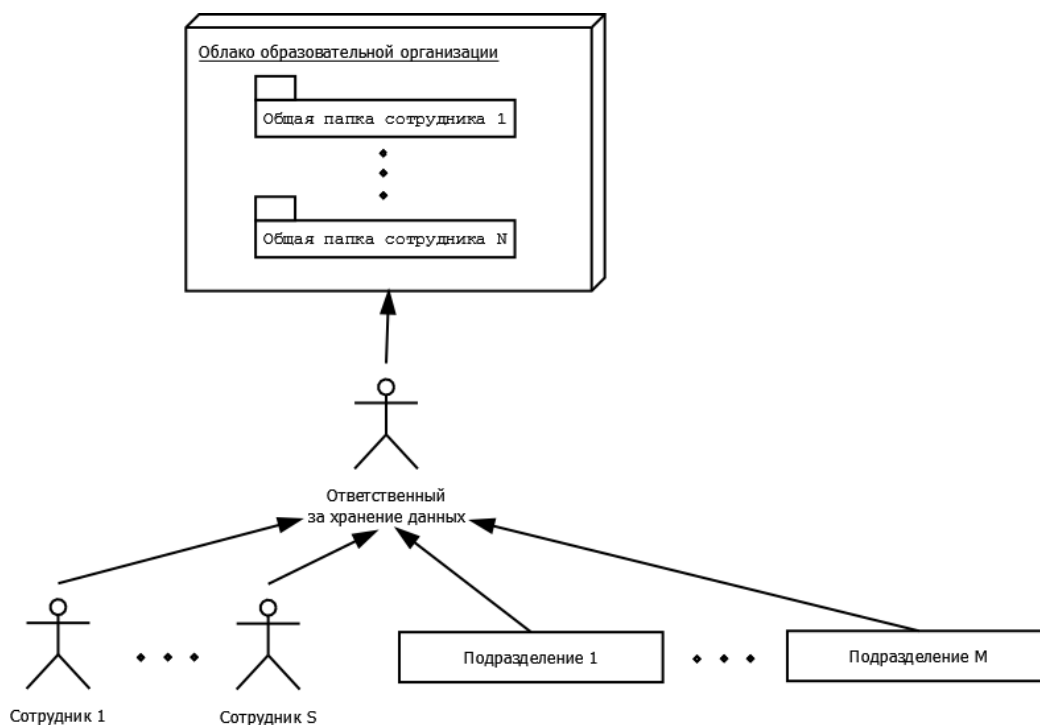 Облако образовательной организации
Общая папка сотрудника 1
Общая папка сотрудника N
Ответственный
за хранение данных
Подразделение 1
Подразделение M
Сотрудник 1
Сотрудник S